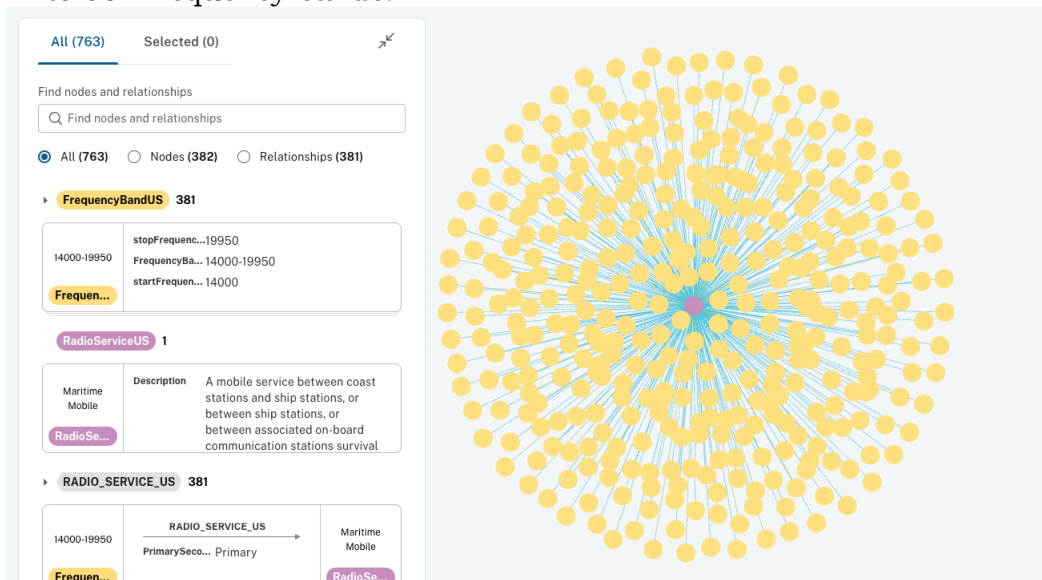 All (763)
Selected (0)
Find nodes and relationships
Find nodes and relationships
All (763)
Nodes (382)
Relationships (381)
FrequencyBandUS 381
14000-19950
Frequen...
stopFrequenc... 19950
FrequencyBa... 14000-19950
startFrequen... 14000
RadioServiceUS 1
Maritime
Mobile
RadioSe...
Description
A mobile service between coast
stations and ship stations, or
between ship stations, or
between associated on-board
communication stations survival
RADIO_SERVICE_US 381
14000-19950
Frequen...
RADIO_SERVICE_US
PrimarySeco... Primary
Maritime
Mobile
RadioSe...